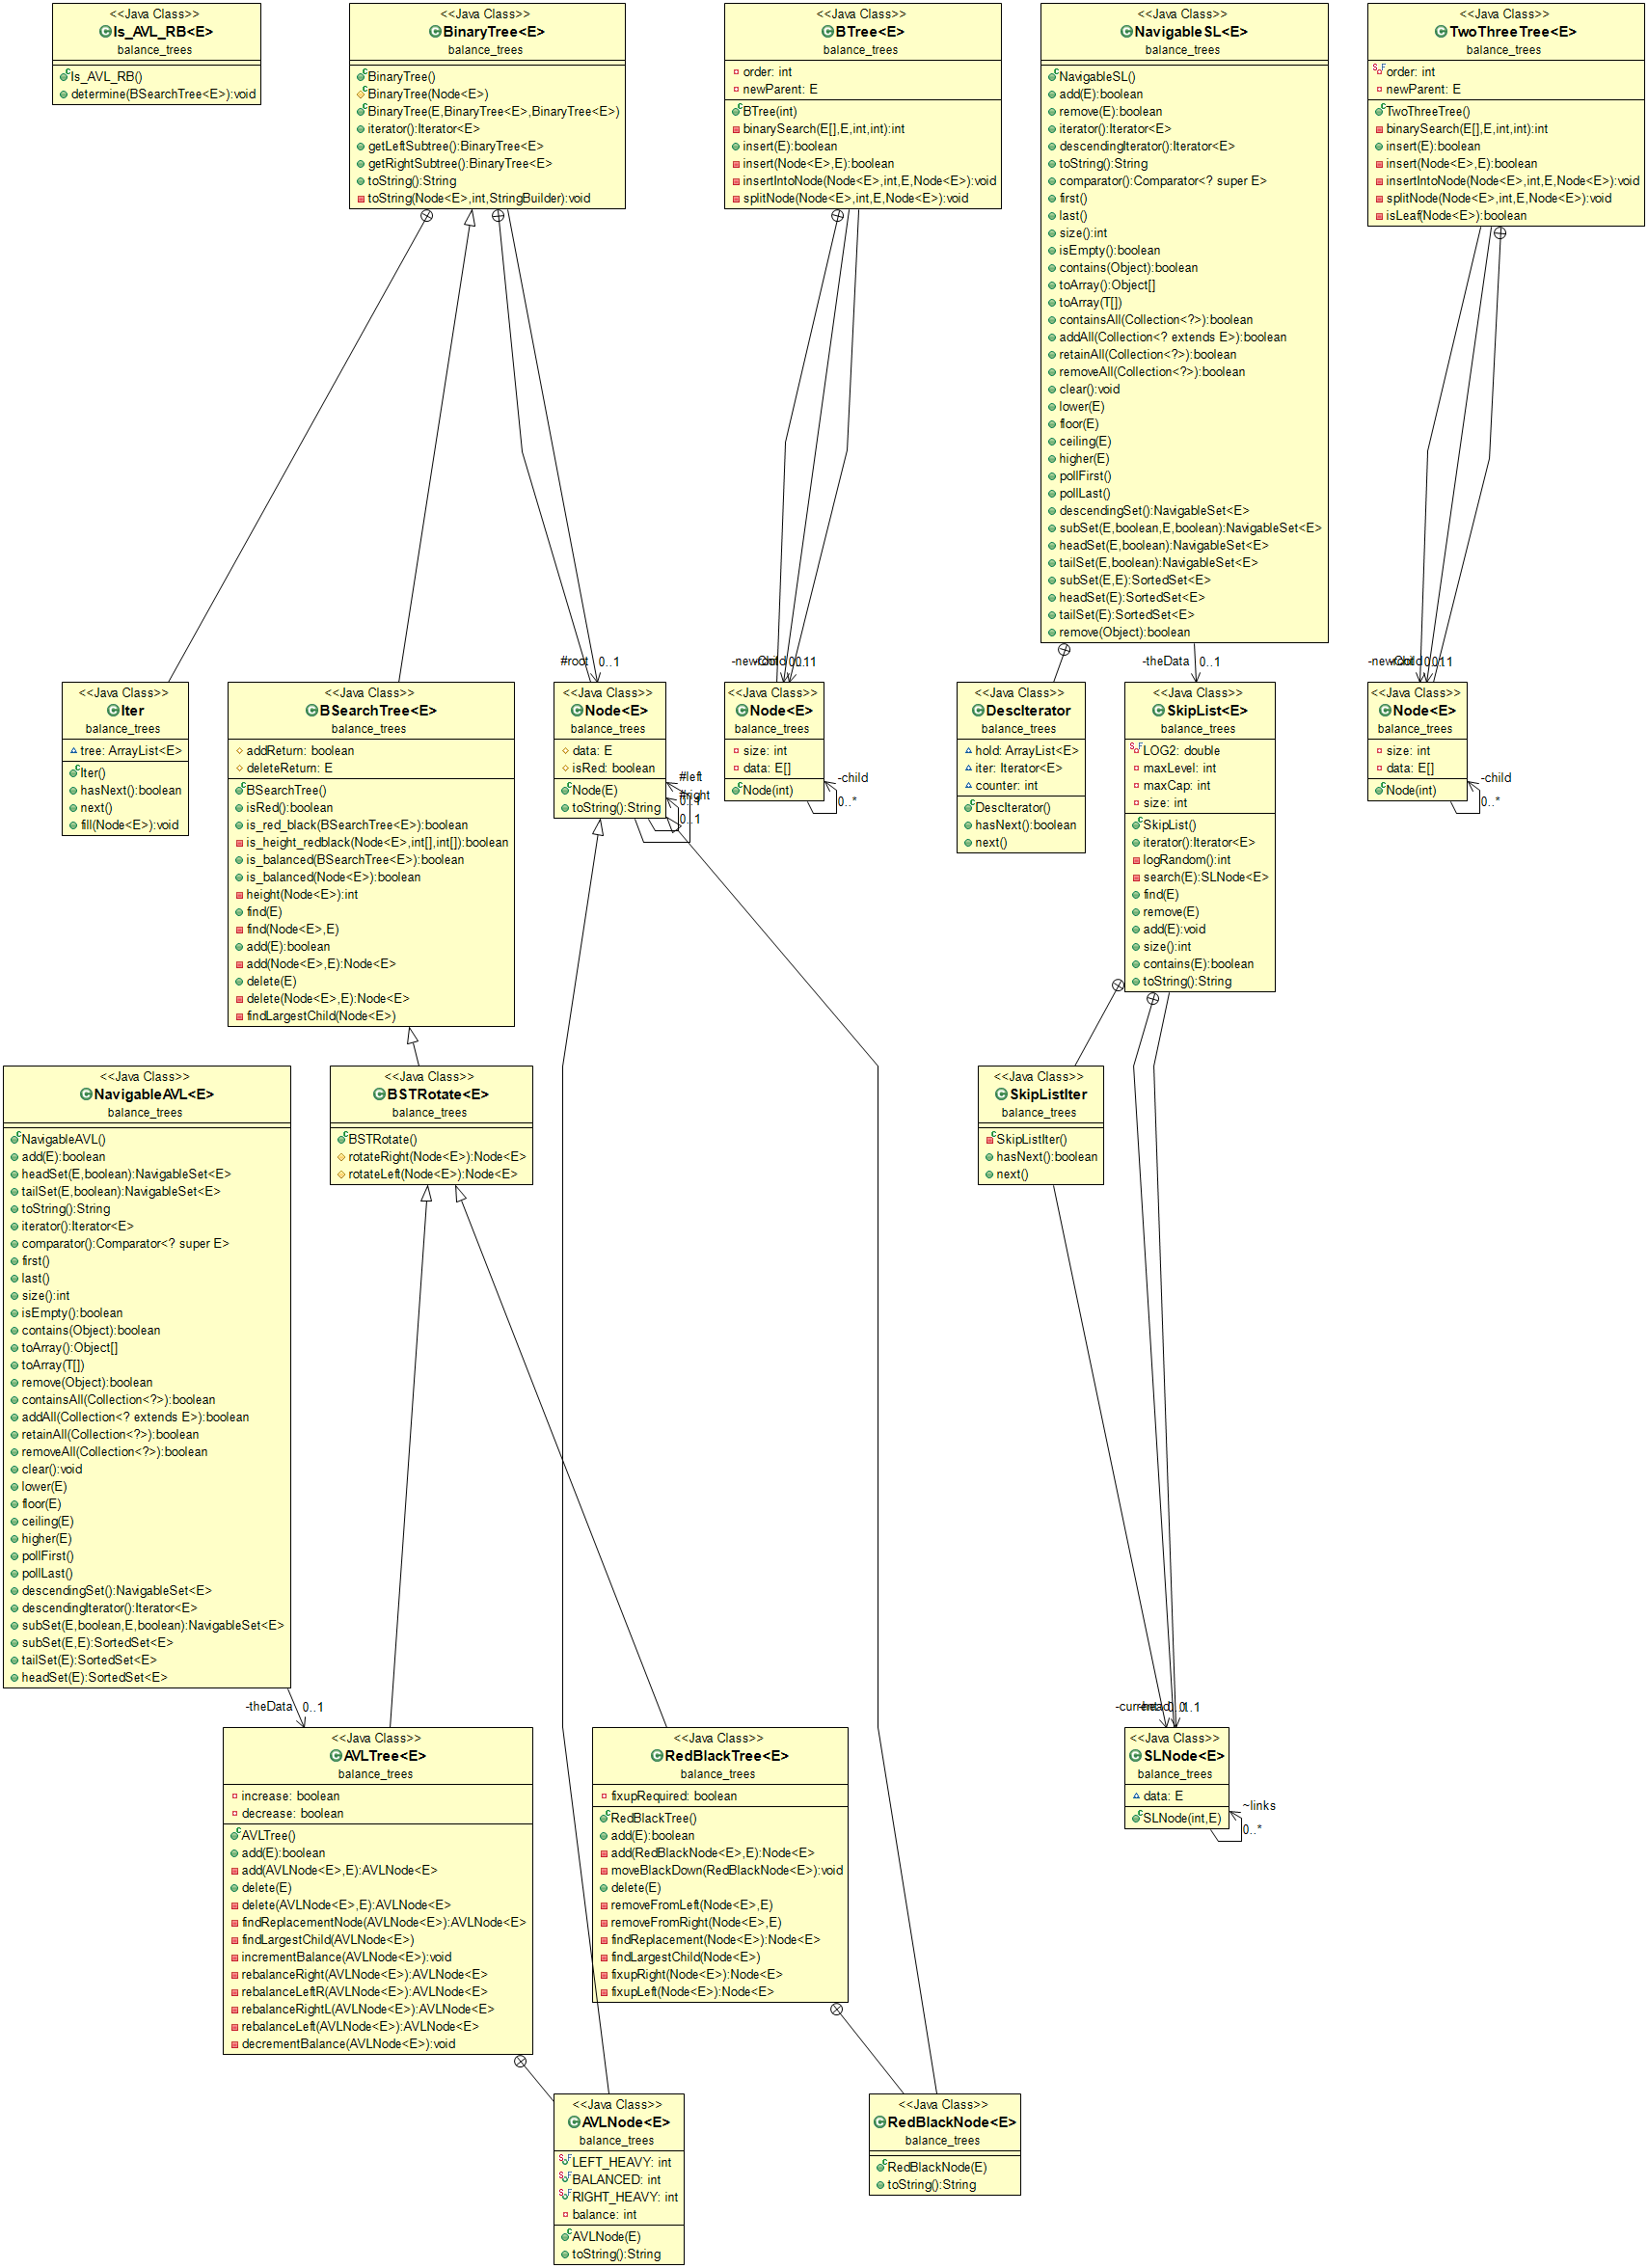 <<Java Class>>
Is_AVL_RB<E>
balance_trees
Is_AVL_RB()
determine(BSearchTree<E>):void
<<Java Class>>
BinaryTree<E>
balance_trees
BinaryTree()
BinaryTree(Node<E>)
BinaryTree(E,BinaryTree<E>,BinaryTree<E>)
iterator():Iterator<E>
getLeftSubtree():BinaryTree<E>
getRightSubtree():BinaryTree<E>
toString():String
toString(Node<E>,int,StringBuilder):void
<<Java Class>>
BTree<E>
balance_trees
order: int
newParent: E
BTree(int)
binarySearch(E[],E,int,int):int
insert(E):boolean
insert(Node<E>,E):boolean
insertIntoNode(Node<E>,int,E,Node<E>):void
splitNode(Node<E>,int,E,Node<E>):void
<<Java Class>>
NavigableSL<E>
balance_trees
NavigableSL()
add(E):boolean
remove(E):boolean
iterator():Iterator<E>
descendingIterator():Iterator<E>
toString():String
comparator():Comparator<? super E>
first()
last()
size():int
isEmpty():boolean
contains(Object):boolean
toArray():Object[]
toArray(T[])
containsAll(Collection<?>):boolean
addAll(Collection<? extends E>):boolean
retainAll(Collection<?>):boolean
removeAll(Collection<?>):boolean
clear():void
lower(E)
floor(E)
ceiling(E)
higher(E)
pollFirst()
pollLast()
descendingSet():NavigableSet<E>
subSet(E,boolean,E,boolean):NavigableSet<E>
headSet(E,boolean):NavigableSet<E>
tailSet(E,boolean):NavigableSet<E>
subSet(E,E):SortedSet<E>
headSet(E):SortedSet<E>
tailSet(E):SortedSet<E>
remove(Object):boolean
<<Java Class>>
TwoThreeTree<E>
balance_trees
order: int
newParent: E
TwoThreeTree()
binarySearch(E[],E,int,int):int
insert(E):boolean
insert(Node<E>,E):boolean
insertIntoNode(Node<E>,int,E,Node<E>):void
splitNode(Node<E>,int,E,Node<E>):void
isLeaf(Node<E>):boolean
#root 0..1
-theData 0..1
<<Java Class>>
Iter
balance_trees
tree: ArrayList<E>
Iter()
hasNext():boolean
next()
fill(Node<E>):void
<<Java Class>>
BSearchTree<E>
balance_trees
addReturn: boolean
deleteReturn: E
BSearchTree()
isRed():boolean
is_red_black(BSearchTree<E>):boolean
is_height_redblack(Node<E>,int[],int[]):boolean
is_balanced(BSearchTree<E>):boolean
is_balanced(Node<E>):boolean
height(Node<E>):int
find(E)
find(Node<E>,E)
add(E):boolean
add(Node<E>,E):Node<E>
delete(E)
delete(Node<E>,E):Node<E>
findLargestChild(Node<E>)
<<Java Class>>
Node<E>
balance_trees
data: E
isRed: boolean
Node(E)
toString():String
#left
#right
0..1
<<Java Class>>
Node<E>
balance_trees
size: int
data: E[]
Node(int)
-child
0..*
<<Java Class>>
DescIterator
balance_trees
hold: ArrayList<E>
iter: Iterator<E>
counter: int
DescIterator()
hasNext():boolean
next()
<<Java Class>>
SkipList<E>
balance_trees
LOG2: double
maxLevel: int
maxCap: int
size: int
SkipList()
iterator():Iterator<E>
logRandom():int
search(E):SLNode<E>
find(E)
remove(E)
add(E):void
size():int
contains(E):boolean
toString():String
<<Java Class>>
Node<E>
balance_trees
size: int
data: E[]
Node(int)
-child
0..*
<<Java Class>>
NavigableAVL<E>
balance_trees
NavigableAVL()
add(E):boolean
headSet(E,boolean):NavigableSet<E>
tailSet(E,boolean):NavigableSet<E>
toString():String
iterator():Iterator<E>
comparator():Comparator<? super E>
first()
last()
size():int
isEmpty():boolean
contains(Object):boolean
toArray():Object[]
toArray(T[])
remove(Object):boolean
containsAll(Collection<?>):boolean
addAll(Collection<? extends E>):boolean
retainAll(Collection<?>):boolean
removeAll(Collection<?>):boolean
clear():void
lower(E)
floor(E)
ceiling(E)
higher(E)
pollFirst()
pollLast()
descendingSet():NavigableSet<E>
descendingIterator():Iterator<E>
subSet(E,boolean,E,boolean):NavigableSet<E>
subSet(E,E):SortedSet<E>
tailSet(E):SortedSet<E>
headSet(E):SortedSet<E>
<<Java Class>>
BSTRotate<E>
balance_trees
BSTRotate()
rotateRight(Node<E>):Node<E>
rotateLeft(Node<E>):Node<E>
<<Java Class>>
SkipListIter
balance_trees
SkipListIter()
hasNext():boolean
next()
-theData 0..1
<<Java Class>>
AVLTree<E>
balance_trees
increase: boolean
decrease: boolean
AVLTree()
add(E):boolean
add(AVLNode<E>,E):AVLNode<E>
delete(E)
delete(AVLNode<E>,E):AVLNode<E>
findReplacementNode(AVLNode<E>):AVLNode<E>
findLargestChild(AVLNode<E>)
incrementBalance(AVLNode<E>):void
rebalanceRight(AVLNode<E>):AVLNode<E>
rebalanceLeftR(AVLNode<E>):AVLNode<E>
rebalanceRightL(AVLNode<E>):AVLNode<E>
rebalanceLeft(AVLNode<E>):AVLNode<E>
decrementBalance(AVLNode<E>):void
<<Java Class>>
RedBlackTree<E>
balance_trees
fixupRequired: boolean
RedBlackTree()
add(E):boolean
add(RedBlackNode<E>,E):Node<E>
moveBlackDown(RedBlackNode<E>):void
delete(E)
removeFromLeft(Node<E>,E)
removeFromRight(Node<E>,E)
findReplacement(Node<E>):Node<E>
findLargestChild(Node<E>)
fixupRight(Node<E>):Node<E>
fixupLeft(Node<E>):Node<E>
<<Java Class>>
SLNode<E>
balance_trees
data: E
SLNode(int,E)
~links
0..*
<<Java Class>>
AVLNode<E>
balance_trees
LEFT_HEAVY: int
BALANCED: int
RIGHT_HEAVY: int
balance: int
AVLNode(E)
toString():String
<<Java Class>>
RedBlackNode<E>
balance_trees
RedBlackNode(E)
toString():String